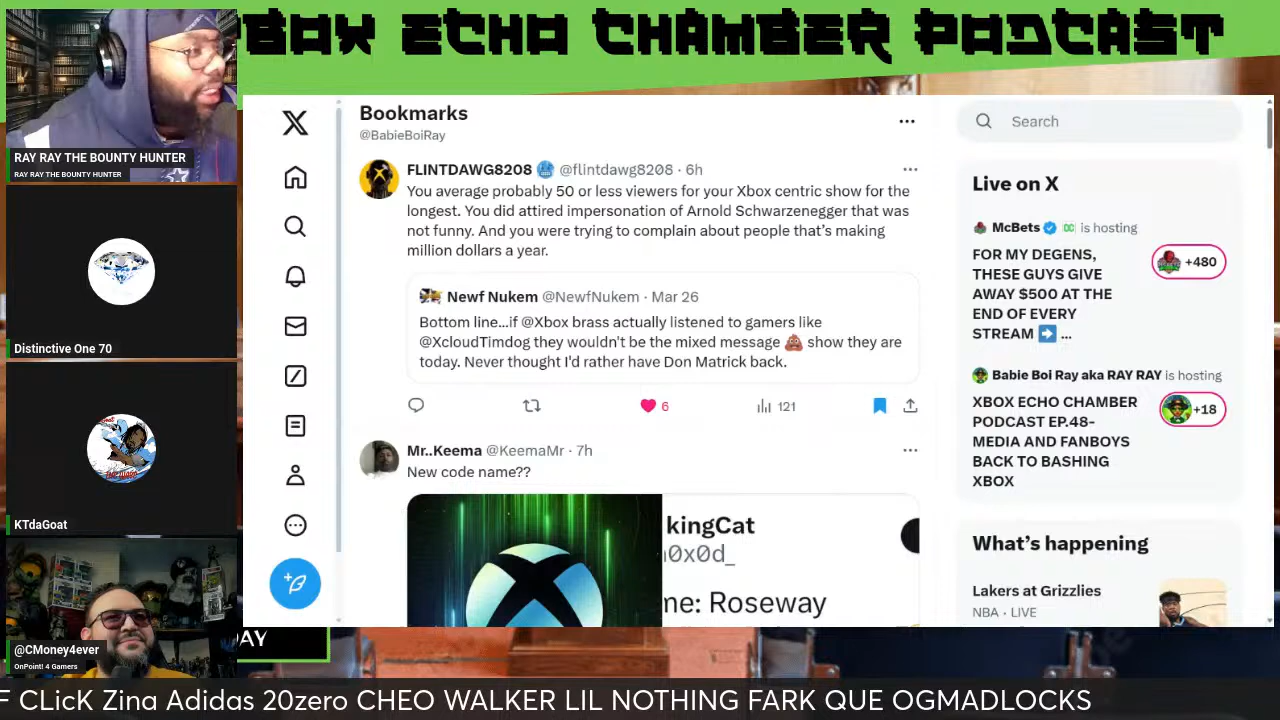 XBOX ECHO CHAMBER PODCAST
RAY RAY THE BOUNTY HUNTER
RAY RAY THE BOUNTY HUNTER
Distinctive One 70
KTdaGoat
@CMoney4ever
OnPoint! 4 Gamers
Bookmarks
@BabieBoiRay
FLINTDAWG8208 @flintdawg8208 · 6h
You average probably 50 or less viewers for your Xbox centric show for the
longest. You did attired impersonation of Arnold Schwarzenegger that was
not funny. And you were trying to complain about people that's making
million dollars a year.
Newf Nukem @NewfNukem · Mar 26
Bottom line...if @Xbox brass actually listened to gamers like
@XcloudTimdog they wouldn't be the mixed message 💩 show they are
today. Never thought I'd rather have Don Matrick back.
6
121
Mr..Keema @KeemaMr · 7h
New code name??
kingCat
n0x0d_
me: Roseway
Search
Live on X
McBets is hosting
FOR MY DEGENS,
THESE GUYS GIVE
AWAY $500 AT THE
END OF EVERY
STREAM ➡️ ...
+480
Babie Boi Ray aka RAY RAY is hosting
XBOX ECHO CHAMBER
PODCAST EP.48-
MEDIA AND FANBOYS
BACK TO BASHING
XBOX
+18
What's happening
Lakers at Grizzlies
NBA · LIVE
AY
F CLicK Zina Adidas 20zero CHEO WALKER LIL NOTHING FARK QUE OGMADLOCKS